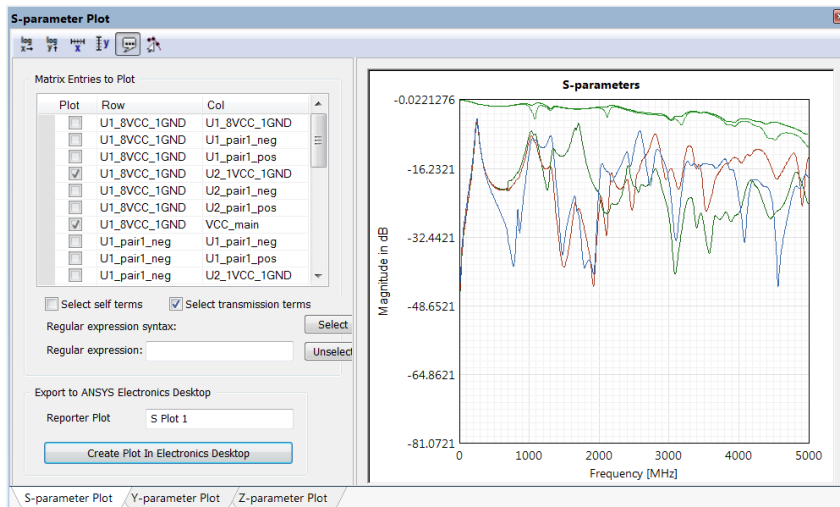 S-parameter Plot
log x→ log y↑ x y
Matrix Entries to Plot
Plot Row Col
U1_8VCC_1GND U1_8VCC_1GND
U1_8VCC_1GND U1_pair1_neg
U1_8VCC_1GND U1_pair1_pos
U1_8VCC_1GND U2_1VCC_1GND
U1_8VCC_1GND U2_pair1_neg
U1_8VCC_1GND U2_pair1_pos
U1_8VCC_1GND VCC_main
U1_pair1_neg U1_pair1_neg
U1_pair1_neg U1_pair1_pos
U1_pair1_neg U2_1VCC_1GND
Select self terms Select transmission terms
Regular expression syntax: Select
Regular expression: Unselect
Export to ANSYS Electronics Desktop
Reporter Plot S Plot 1
Create Plot In Electronics Desktop
S-parameter Plot Y-parameter Plot Z-parameter Plot
S-parameters
Magnitude in dB
-0.0221276
-16.2321
-32.4421
-48.6521
-64.8621
-81.0721
0 1000 2000 3000 4000 5000
Frequency [MHz]